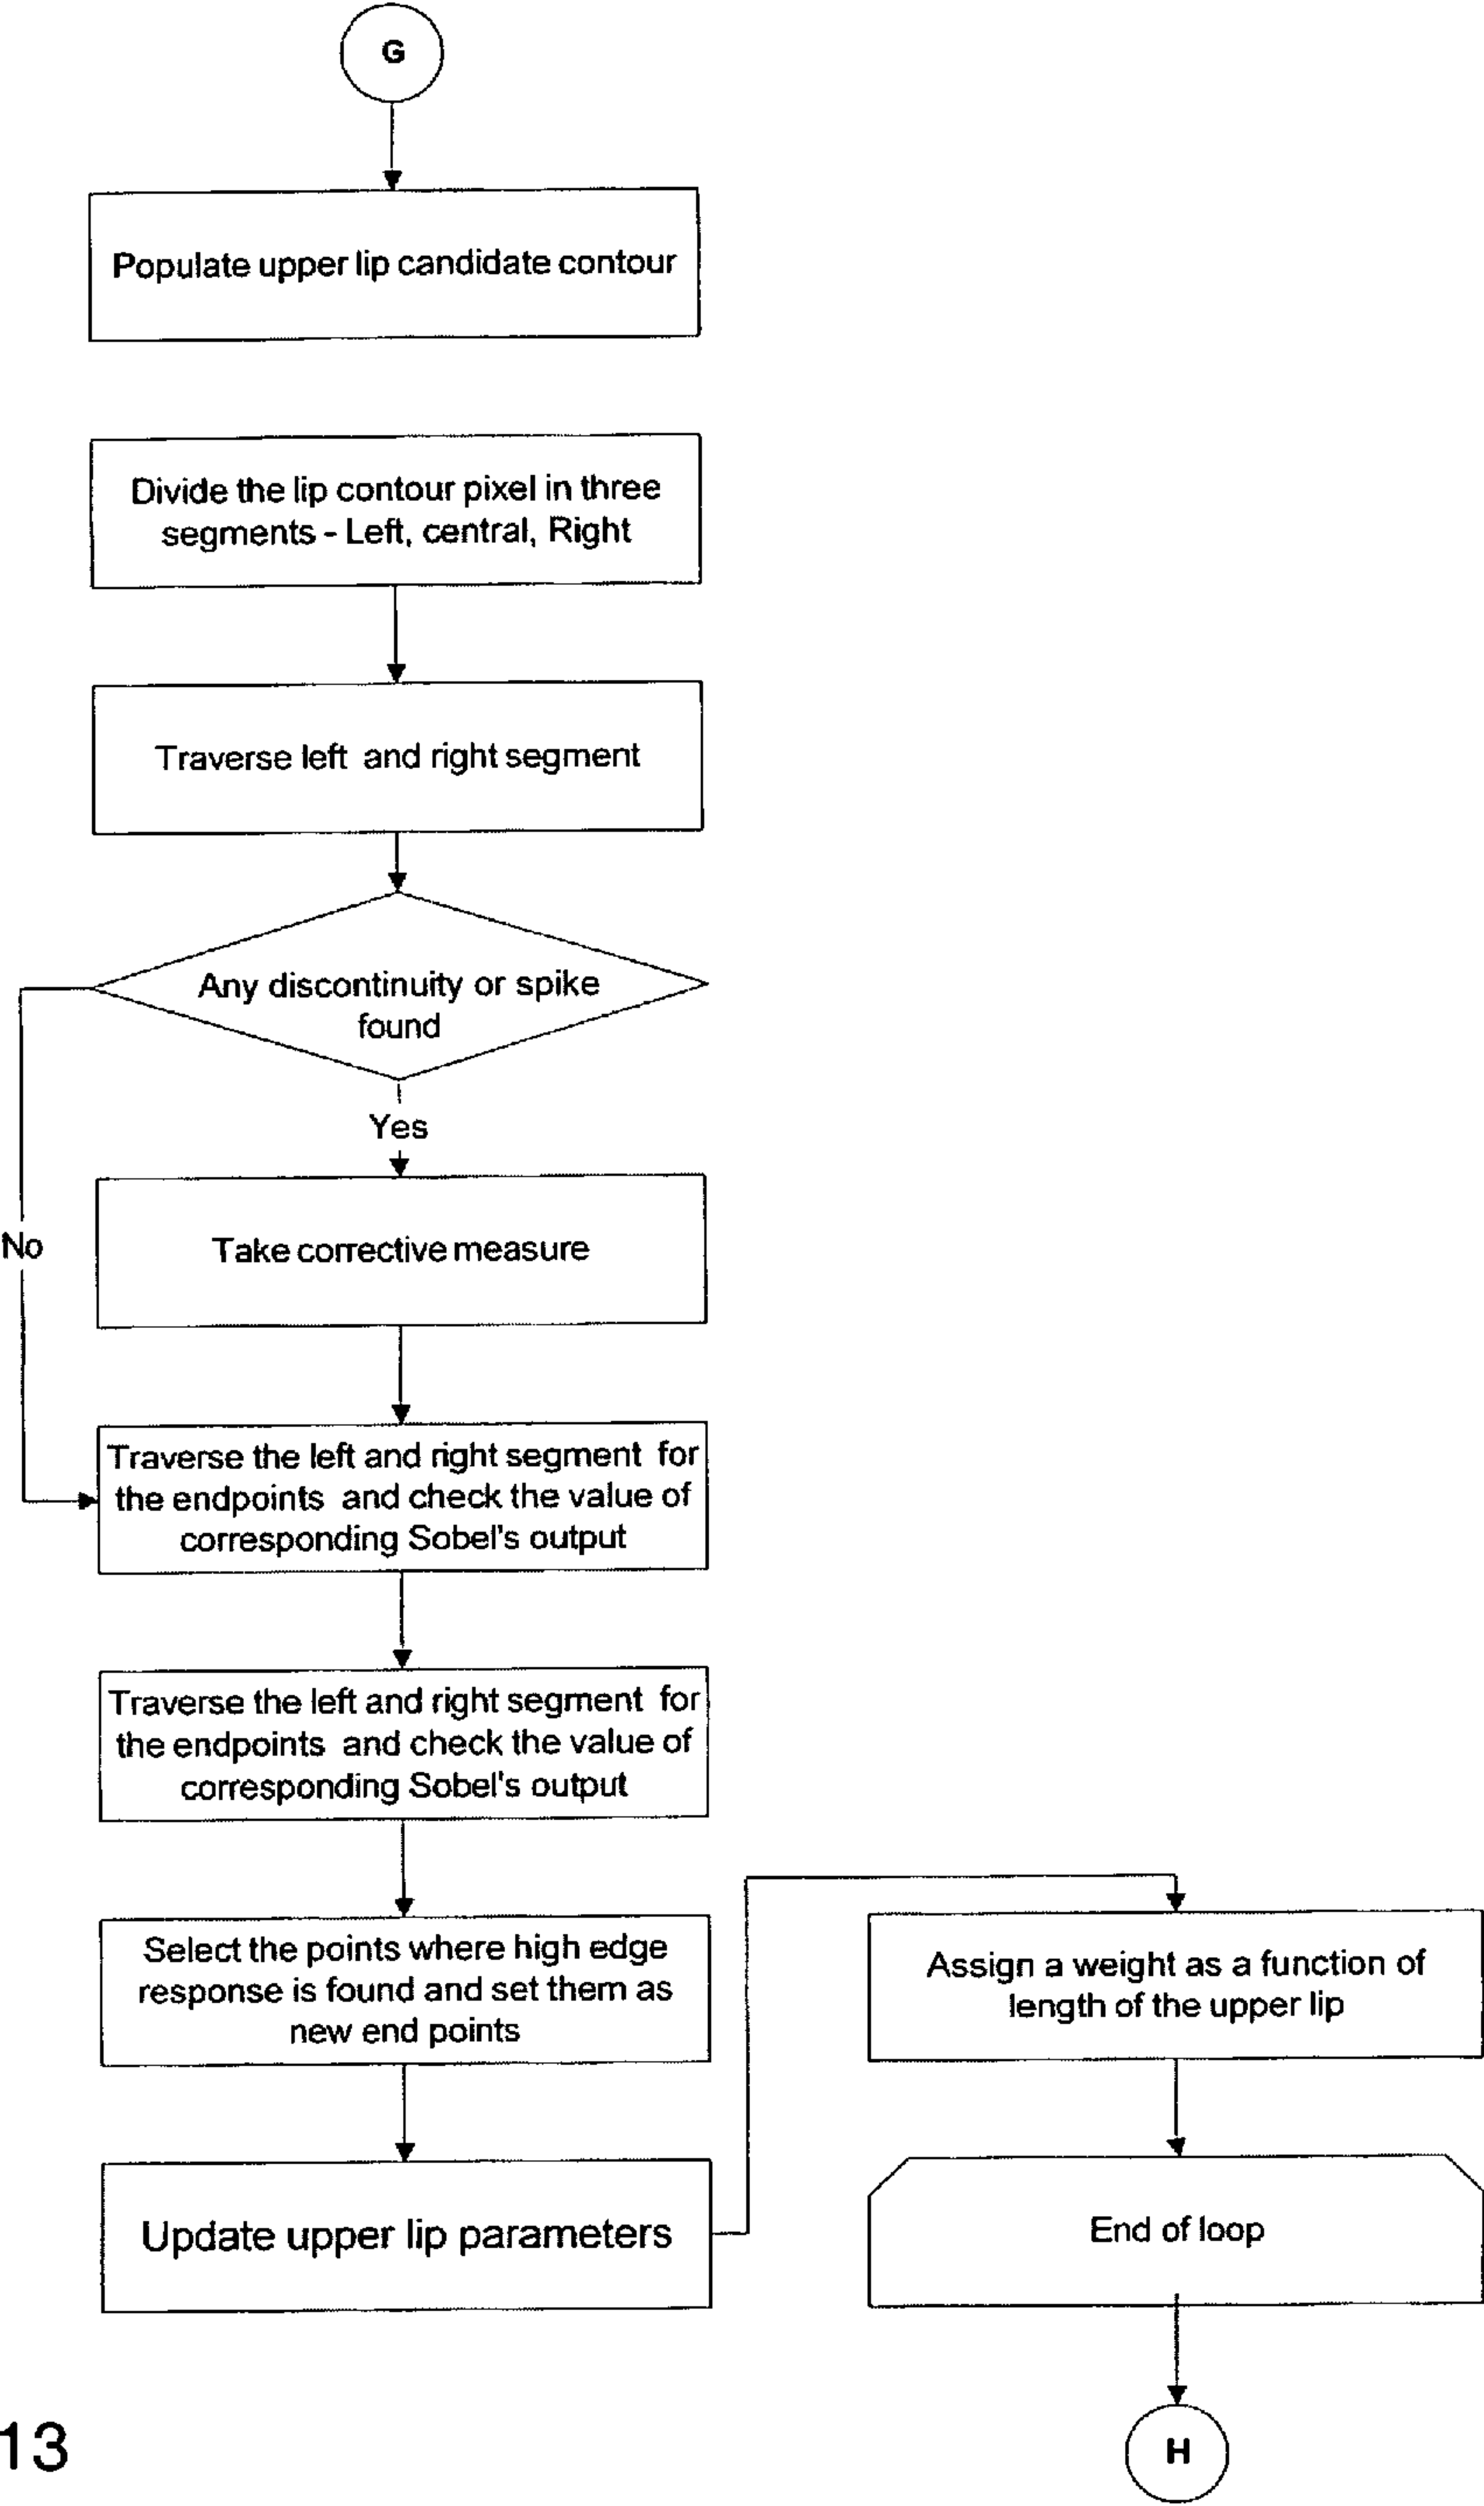 G
Populate upper lip candidate contour
Divide the lip contour pixel in three
segments - Left, central, Right
Traverse left and right segment
Any discontinuity or spike
found
Yes
No
Take corrective measure
Traverse the left and right segment for
the endpoints and check the value of
corresponding Sobel's output
Traverse the left and right segment for
the endpoints and check the value of
corresponding Sobel's output
Select the points where high edge
response is found and set them as
new end points
Update upper lip parameters
Assign a weight as a function of
length of the upper lip
End of loop
H
13